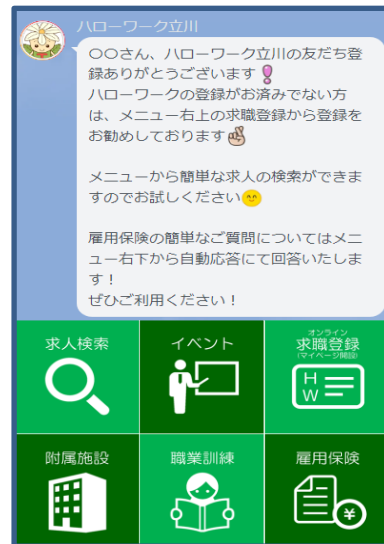 ハローワーク立川
〇〇さん、ハローワーク立川の友だち登
録ありがとうございます❢
ハローワークの登録がお済みでない方
は、メニュー右上の求職登録から登録を
お勧めしております🤞
メニューから簡単な求人の検索ができま
すのでお試しください😊
雇用保険の簡単なご質問についてはメニ
ュー右下から自動応答にて回答いたしま
す！
ぜひご利用ください！
求人検索
イベント
オンライン
求職登録
(マイページ開設)
H
W
附属施設
職業訓練
雇用保険
¥